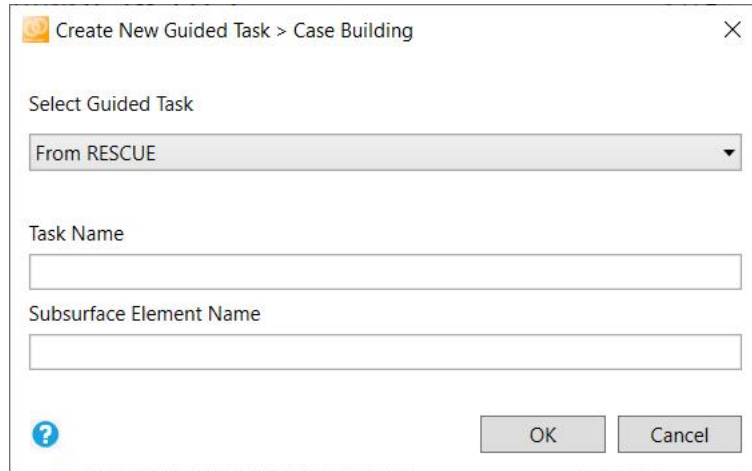 Create New Guided Task > Case Building
Select Guided Task
From RESCUE
Task Name
Subsurface Element Name
?
OK Cancel